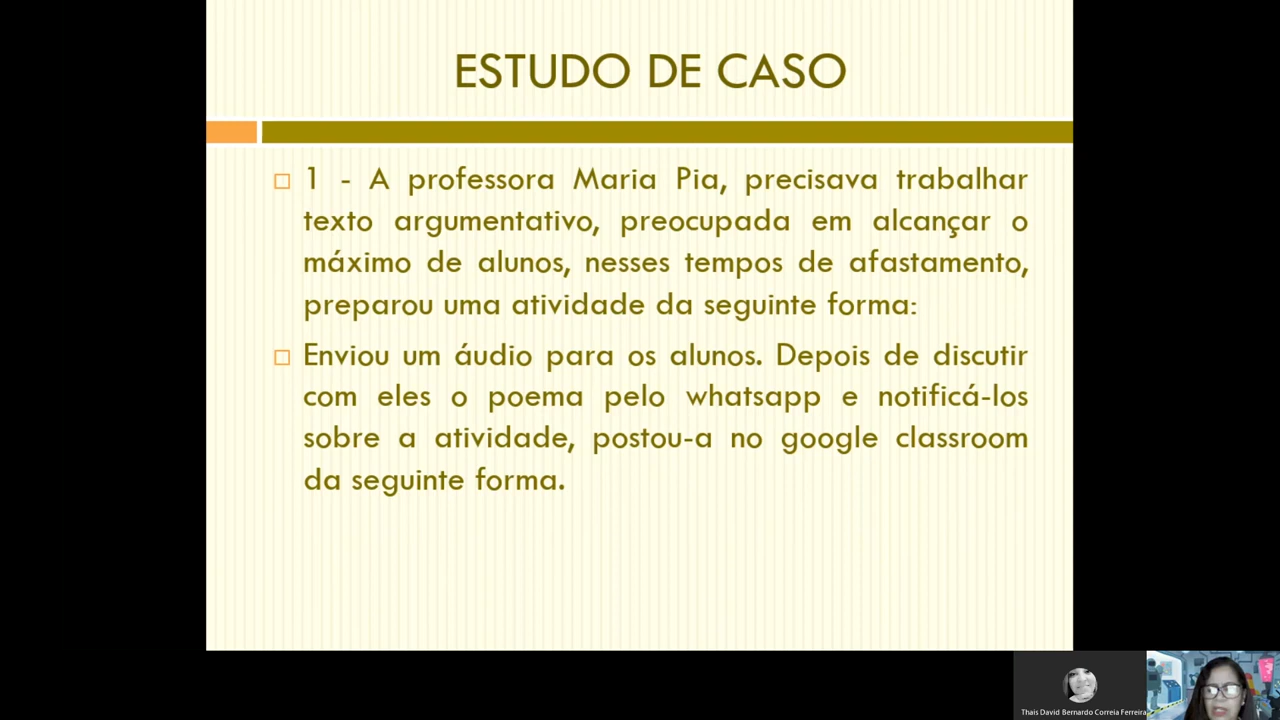 ESTUDO DE CASO
1 - A professora Maria Pia, precisava trabalhar
texto argumentativo, preocupada em alcançar o
máximo de alunos, nesses tempos de afastamento,
preparou uma atividade da seguinte forma:
Enviou um áudio para os alunos. Depois de discutir
com eles o poema pelo whatsapp e notificá-los
sobre a atividade, postou-a no google classroom
da seguinte forma.
Thais David Bernardo Correia Ferreira